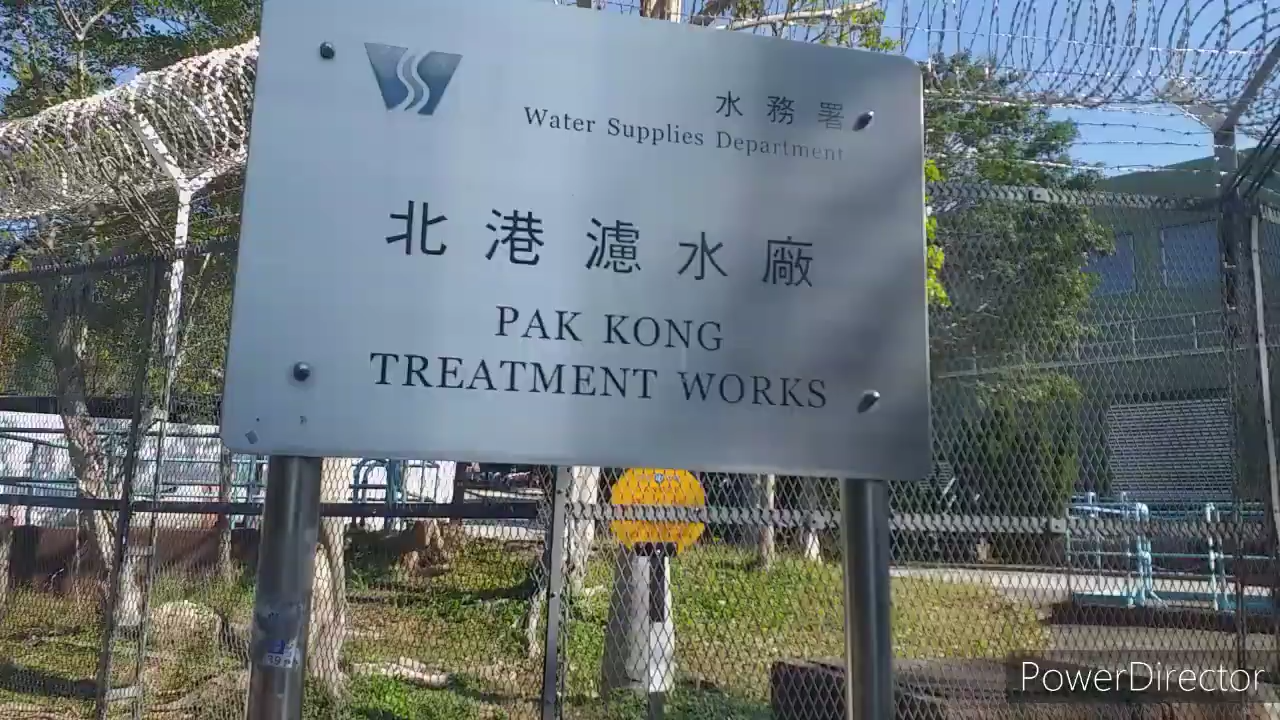 水務署
Water Supplies Department
北港濾水廠
PAK KONG
TREATMENT WORKS
PowerDirector